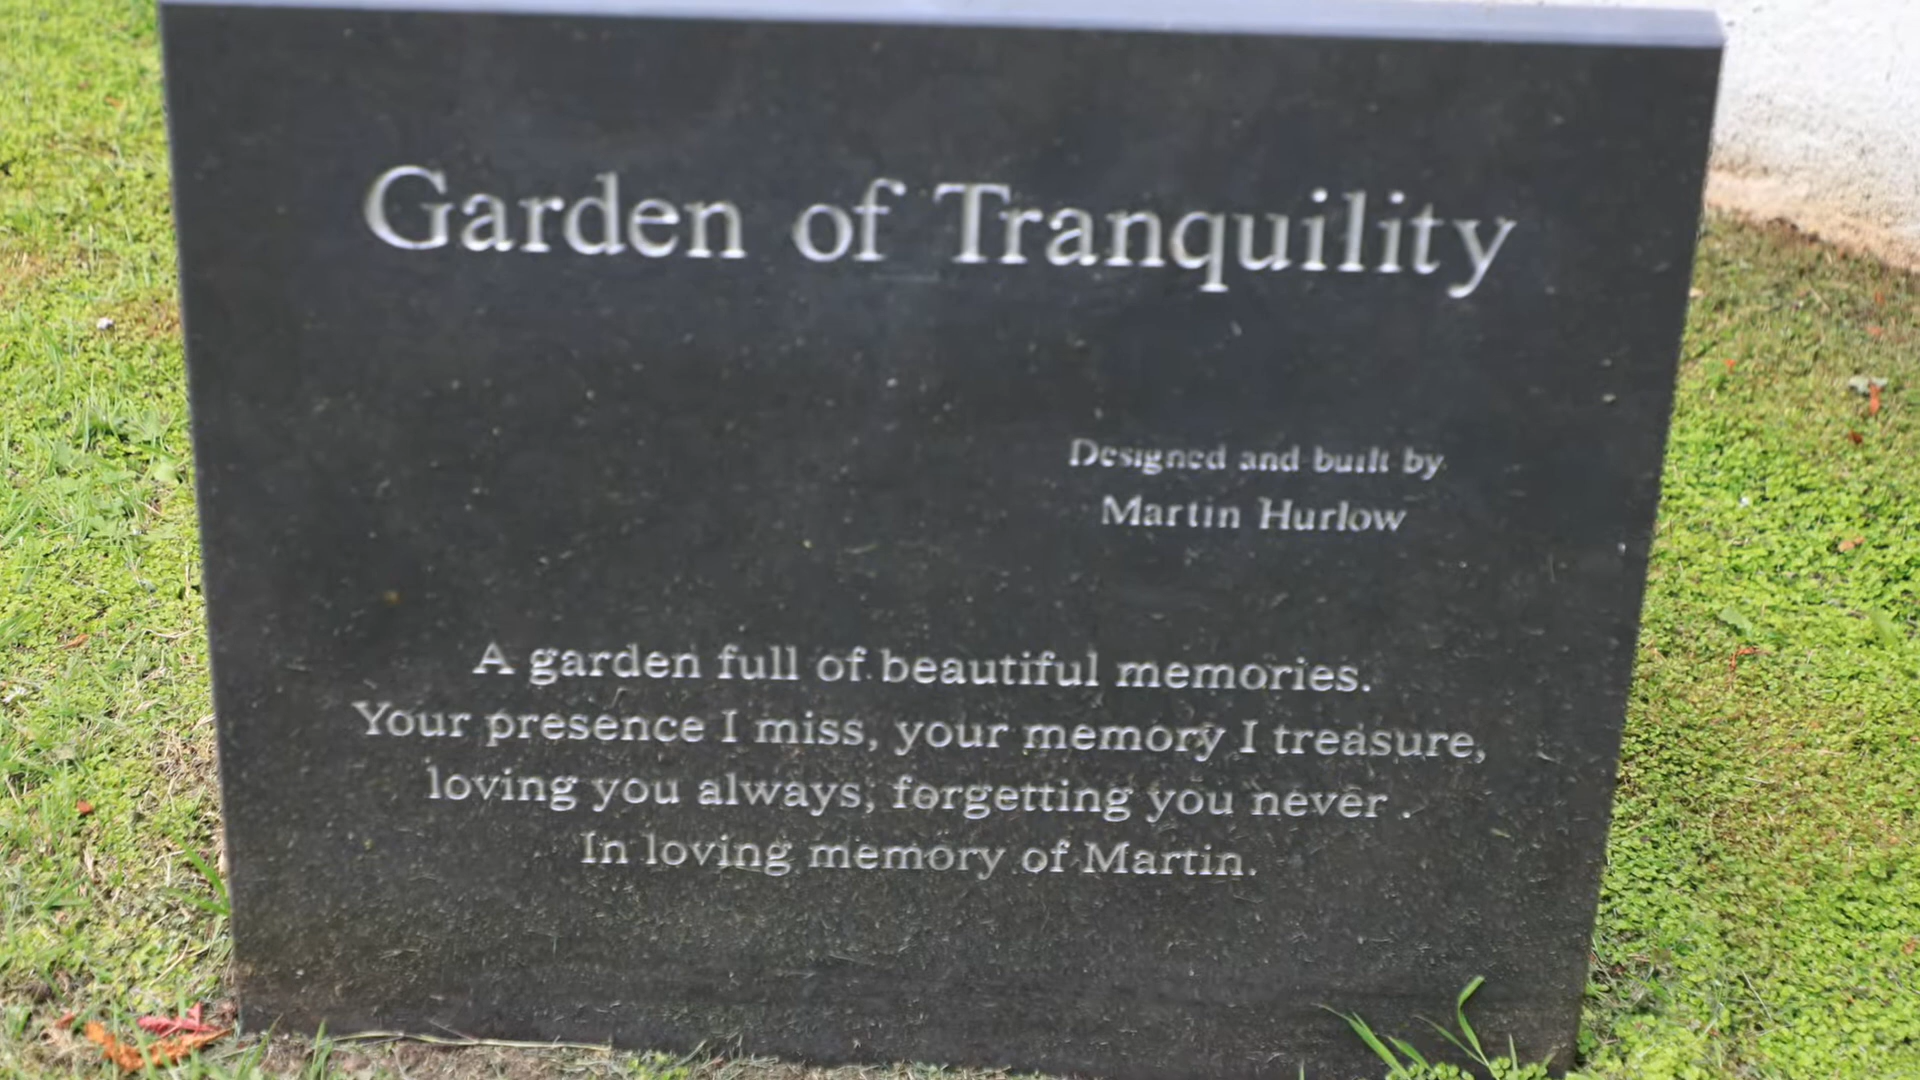 Garden of Tranquility
Designed and built by
Martin Hurlow
A garden full of beautiful memories.
Your presence I miss, your memory I treasure,
loving you always, forgetting you never .
In loving memory of Martin.